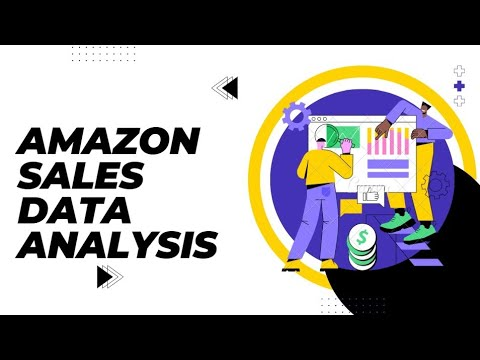 AMAZON
SALES
DATA
ANALYSIS
$